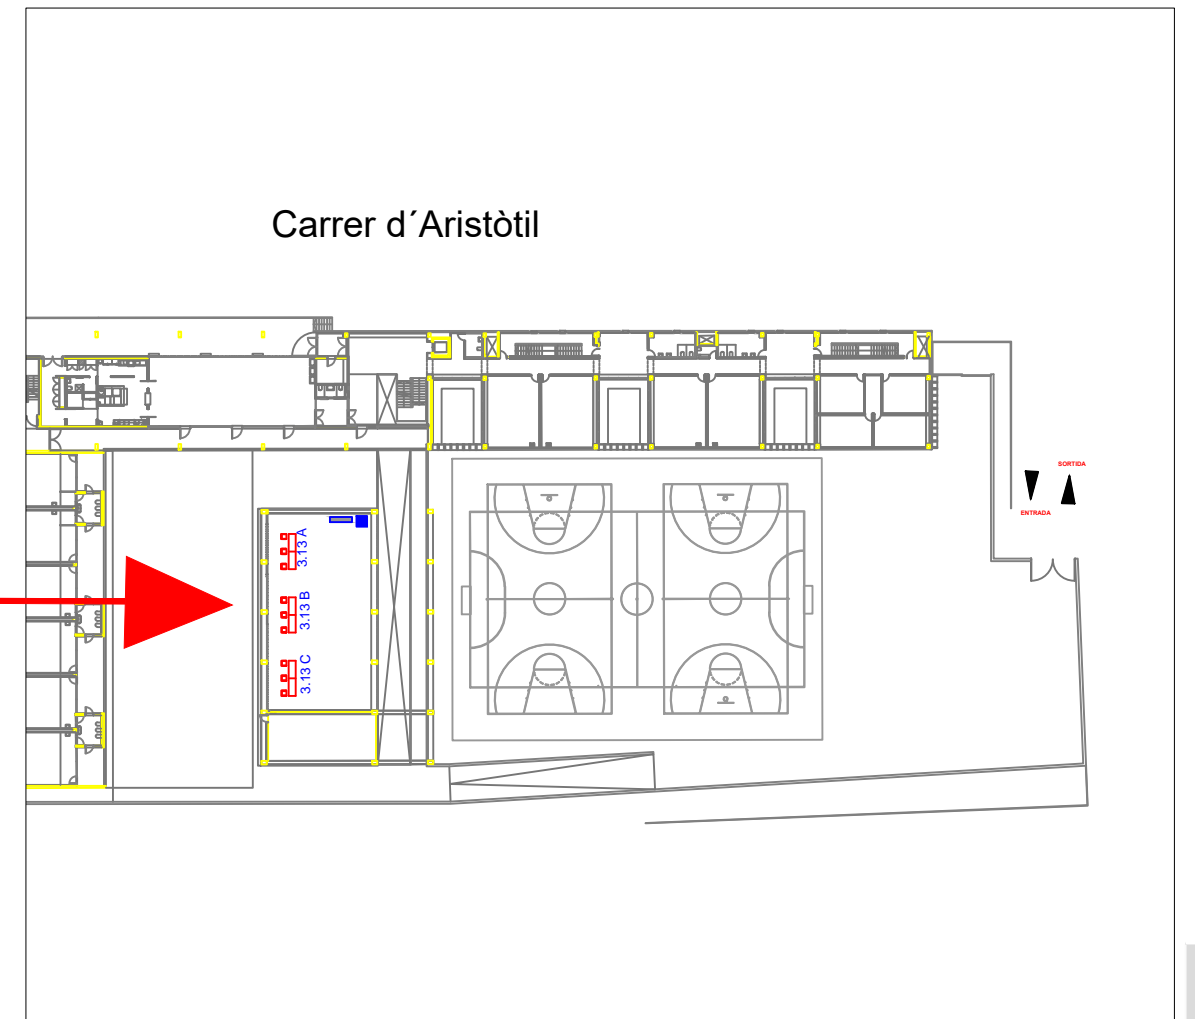 Carrer d´Aristòtil
SORTIDA
ENTRADA
3.13 A
3.13 B
3.13 C